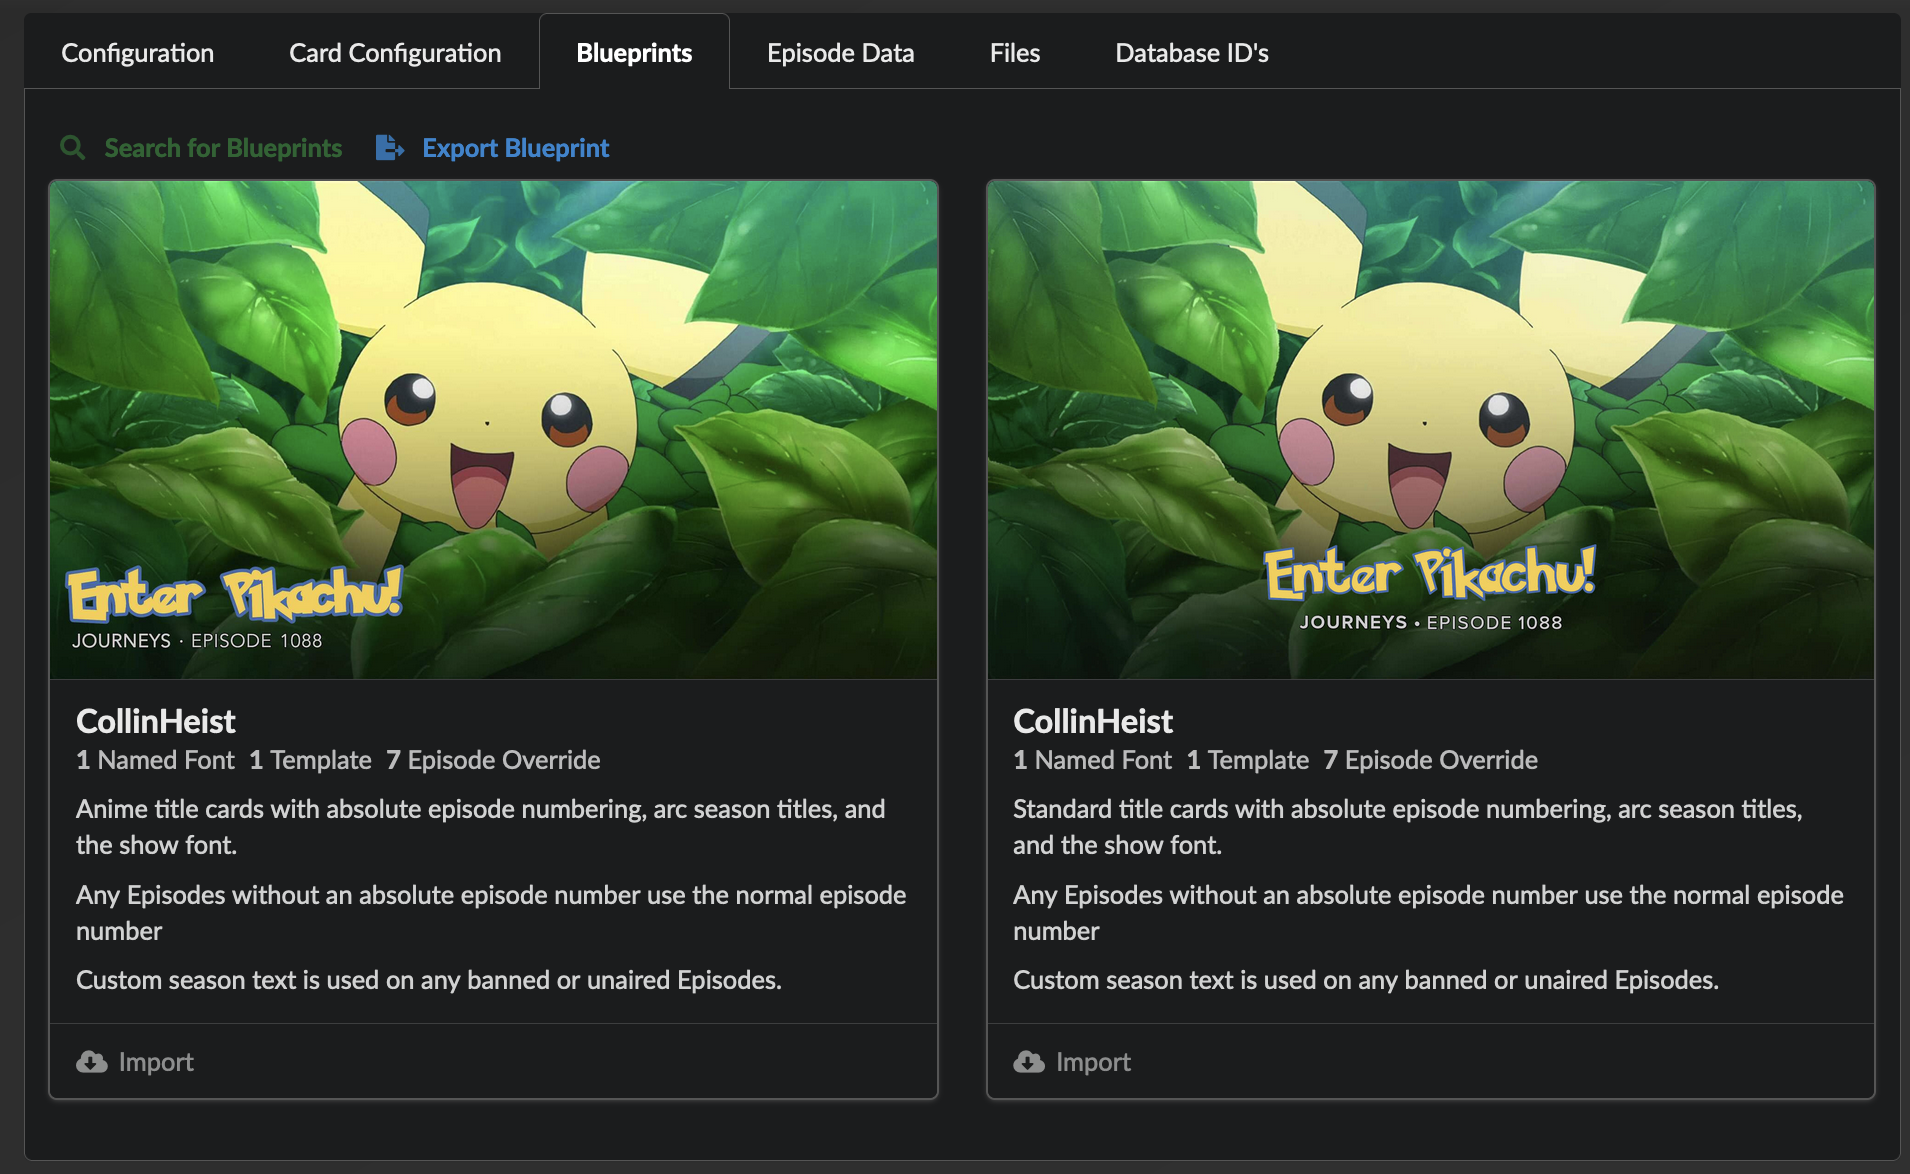 Configuration Card Configuration Blueprints Episode Data Files Database ID's
Search for Blueprints Export Blueprint
Enter Pikachu!
JOURNEYS · EPISODE 1088
CollinHeist
1 Named Font 1 Template 7 Episode Override
Anime title cards with absolute episode numbering, arc season titles, and
the show font.
Any Episodes without an absolute episode number use the normal episode
number
Custom season text is used on any banned or unaired Episodes.
Import
Enter Pikachu!
JOURNEYS • EPISODE 1088
CollinHeist
1 Named Font 1 Template 7 Episode Override
Standard title cards with absolute episode numbering, arc season titles,
and the show font.
Any Episodes without an absolute episode number use the normal episode
number
Custom season text is used on any banned or unaired Episodes.
Import